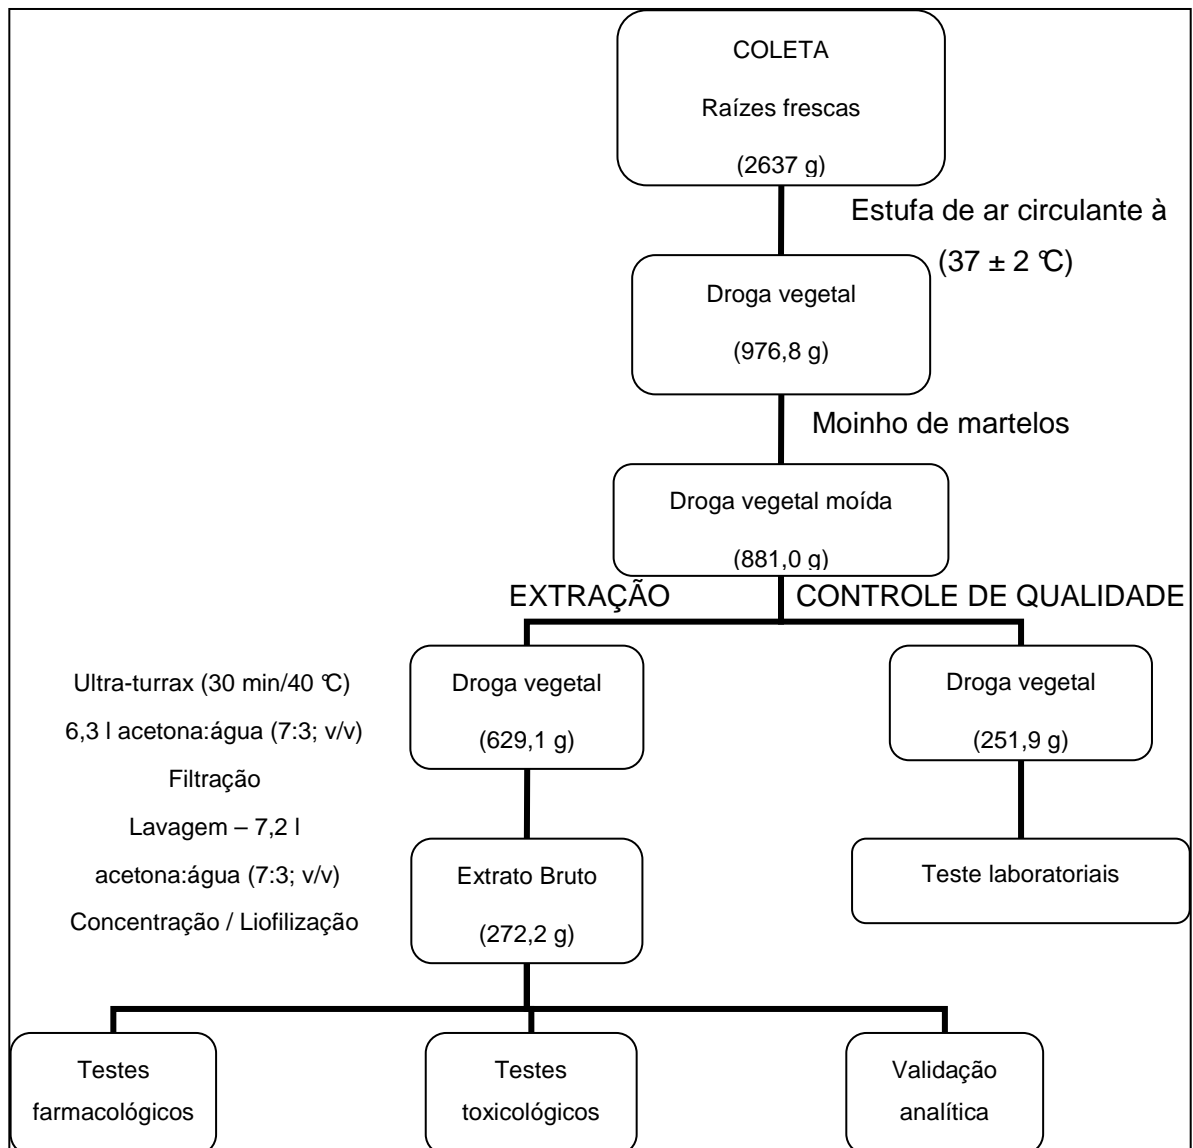 COLETA
Raízes frescas
(2637 g)
Estufa de ar circulante à
(37 ± 2 °C)
Droga vegetal
(976,8 g)
Moinho de martelos
Droga vegetal moída
(881,0 g)
EXTRAÇÃO
CONTROLE DE QUALIDADE
Ultra-turrax (30 min/40 °C)
6,3 l acetona:água (7:3; v/v)
Filtração
Lavagem – 7,2 l
acetona:água (7:3; v/v)
Concentração / Liofilização
Droga vegetal
(629,1 g)
Droga vegetal
(251,9 g)
Extrato Bruto
(272,2 g)
Teste laboratoriais
Testes
farmacológicos
Testes
toxicológicos
Validação
analítica